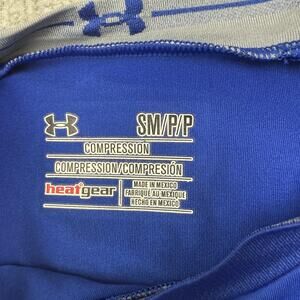 SM/P/P
COMPRESSION
COMPRESSION/COMPRESIÓN
heatgear
MADE IN MEXICO
FABRIQUÉ AU MEXIQUE
HECHO EN MEXICO